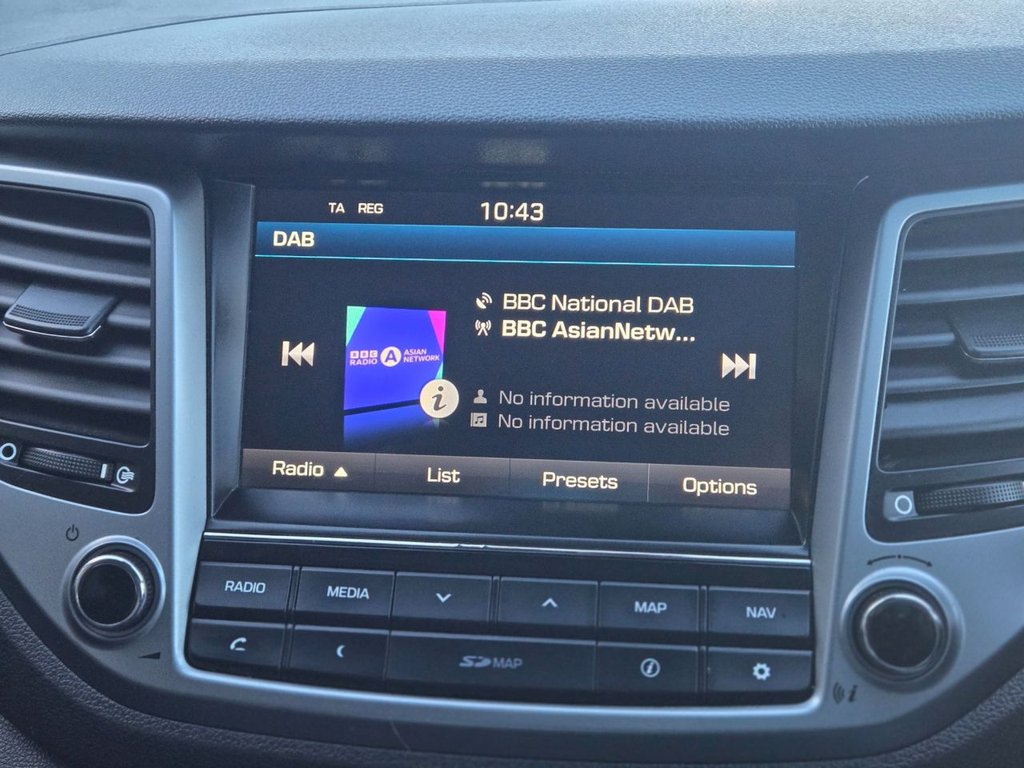 TA REG 10:43
DAB
BBC National DAB
BBC AsianNetw...
BBC
RADIO
A
ASIAN
NETWORK
i
No information available
No information available
Radio List Presets Options
RADIO MEDIA MAP NAV
SD MAP i
i